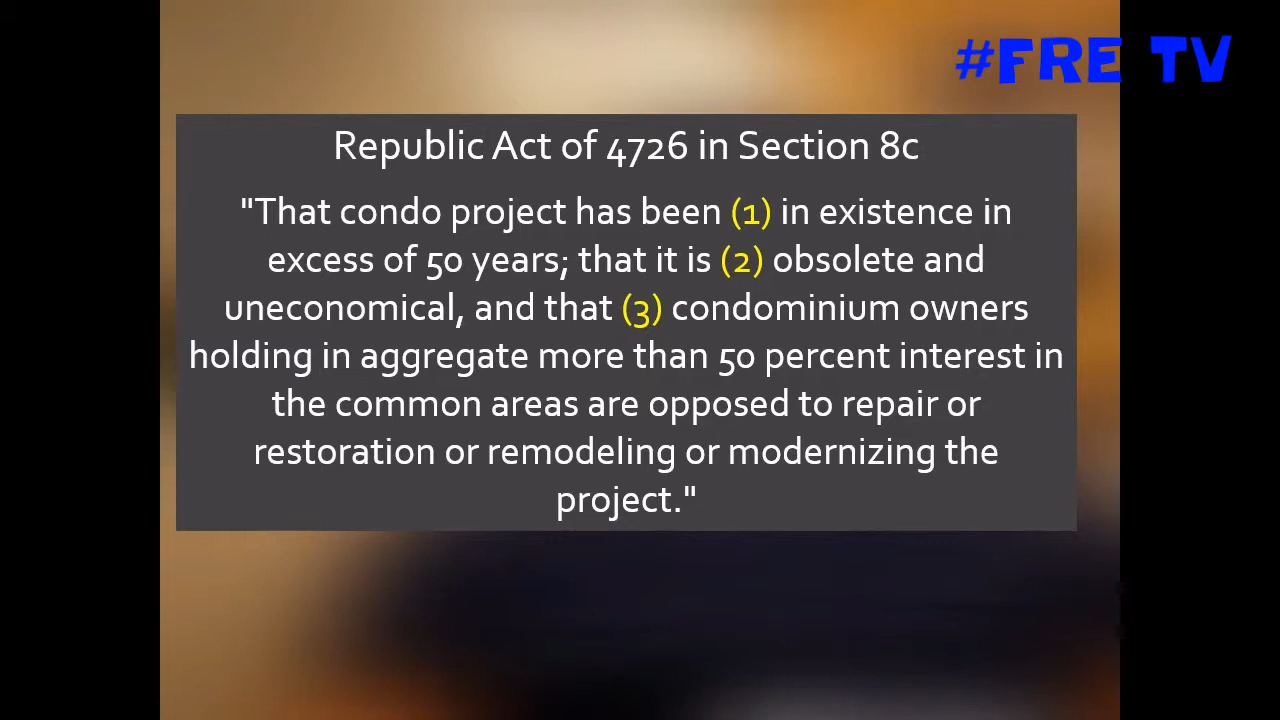 #FRE TV
Republic Act of 4726 in Section 8c
"That condo project has been (1) in existence in
excess of 50 years; that it is (2) obsolete and
uneconomical, and that (3) condominium owners
holding in aggregate more than 50 percent interest in
the common areas are opposed to repair or
restoration or remodeling or modernizing the
project."